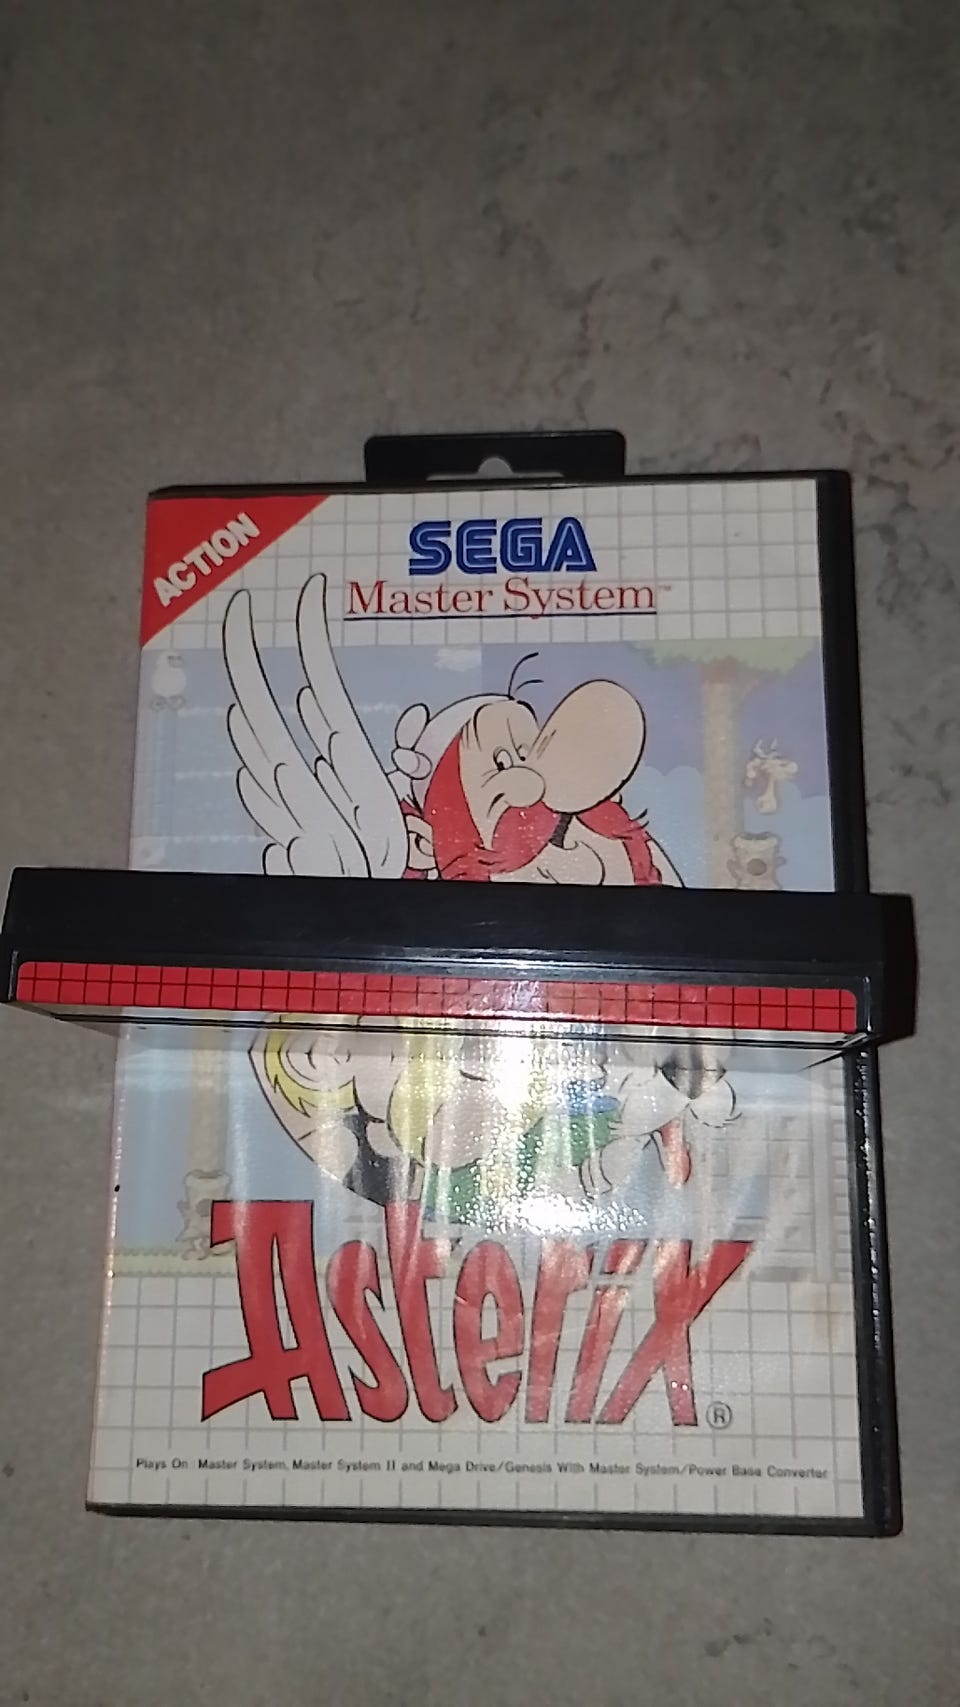 ACTION
SEGA
Master System™
Asterix®
Plays On : Master System, Master System II and Mega Drive/Genesis With Master System/Power Base Converter